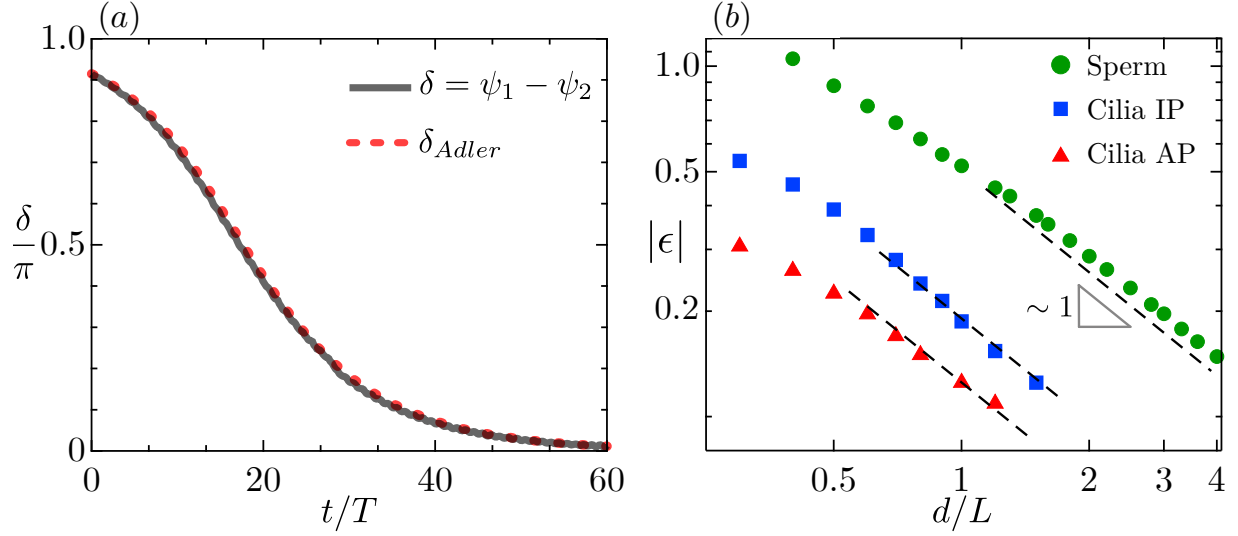 (a)
1.0
0.5
0
δ/π
0
20
40
60
t/T
δ = ψ₁ − ψ₂
δ_Adler
(b)
1.0
0.5
0.2
|ϵ|
0.5
1
2
3
4
d/L
Sperm
Cilia IP
Cilia AP
∼ 1